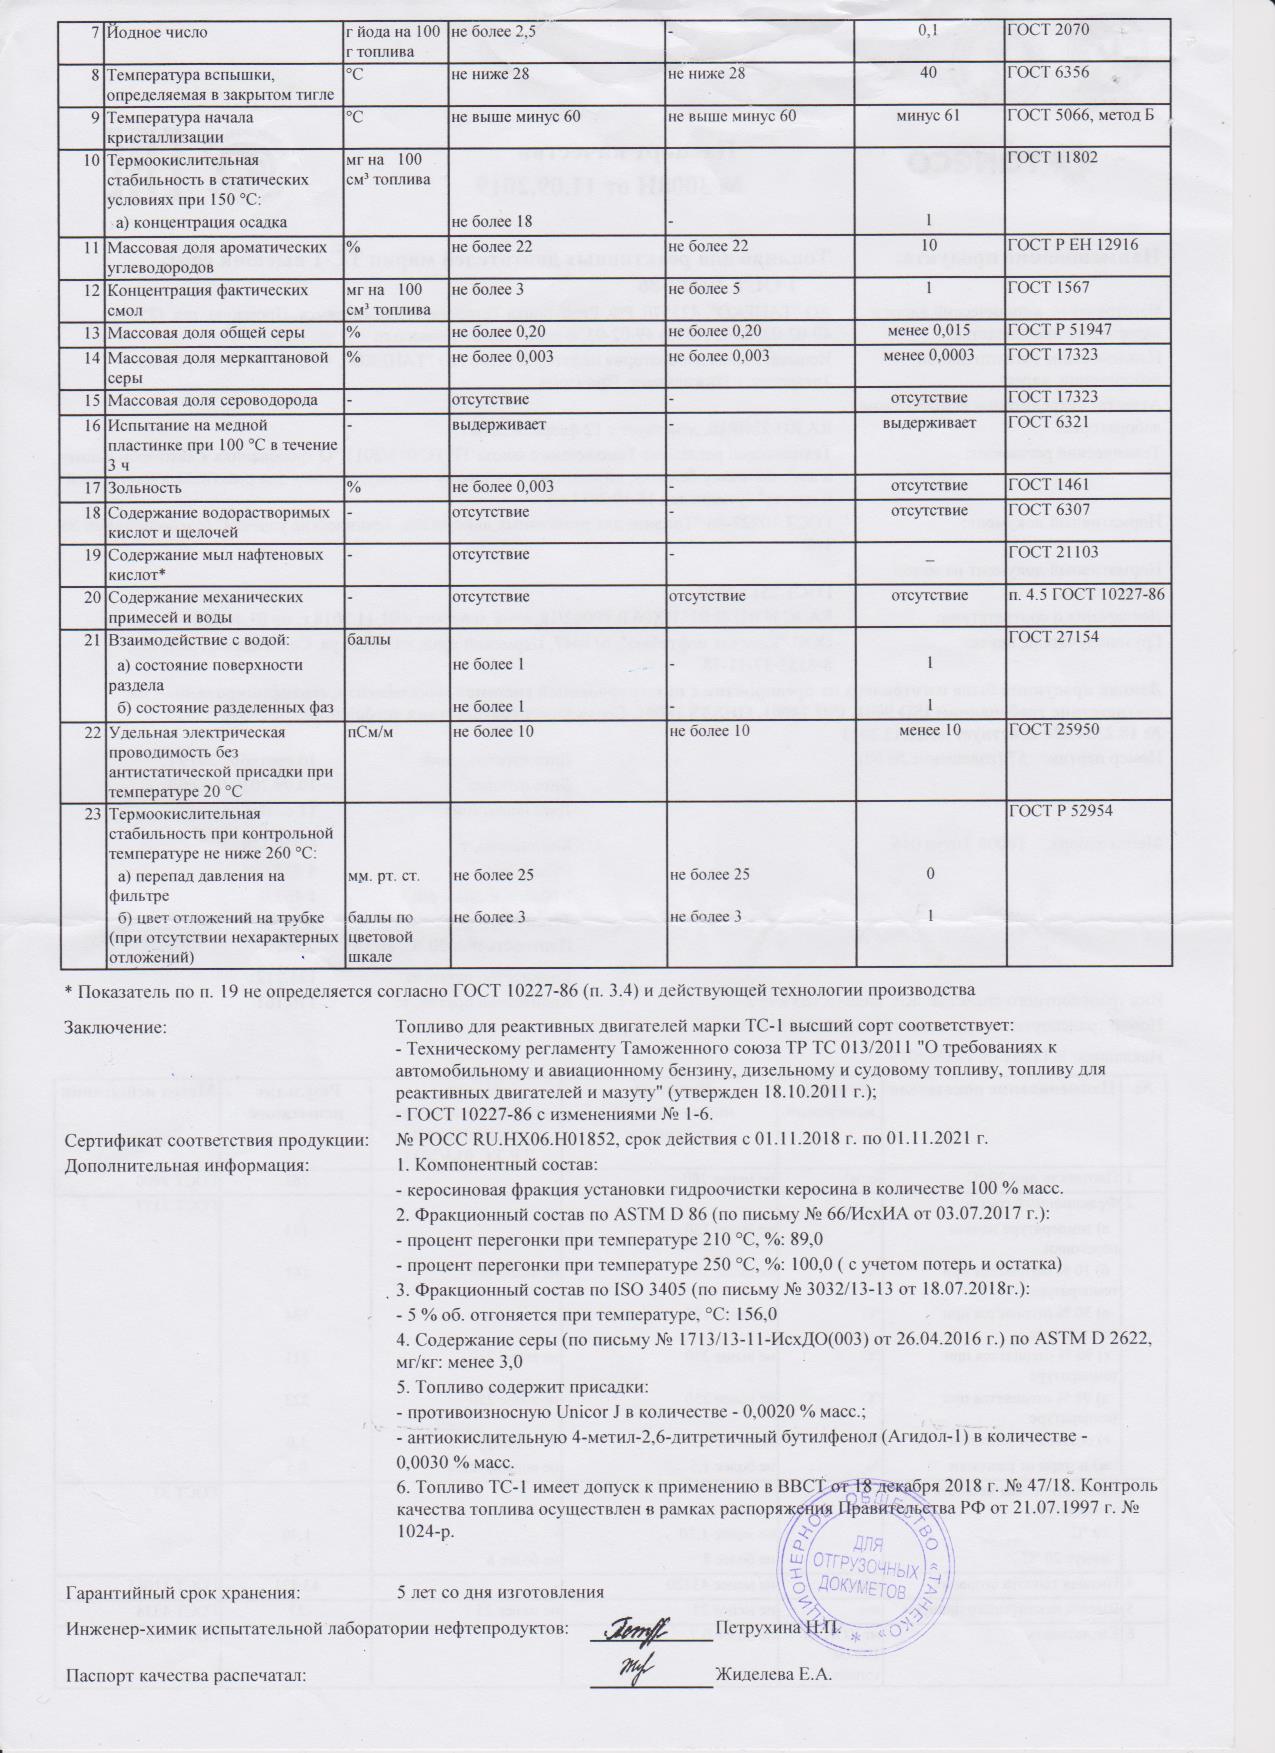 7 Йодное число г йода на 100 г топлива не более 2,5 - 0,1 ГОСТ 2070
8 Температура вспышки, определяемая в закрытом тигле °С не ниже 28 не ниже 28 40 ГОСТ 6356
9 Температура начала кристаллизации °С не выше минус 60 не выше минус 60 минус 61 ГОСТ 5066, метод Б
10 Термоокислительная стабильность в статических условиях при 150 °С: мг на 100 см³ топлива ГОСТ 11802
а) концентрация осадка не более 18 - 1
11 Массовая доля ароматических углеводородов % не более 22 не более 22 10 ГОСТ Р ЕН 12916
12 Концентрация фактических смол мг на 100 см³ топлива не более 3 не более 5 1 ГОСТ 1567
13 Массовая доля общей серы % не более 0,20 не более 0,20 менее 0,015 ГОСТ Р 51947
14 Массовая доля меркаптановой серы % не более 0,003 не более 0,003 менее 0,0003 ГОСТ 17323
15 Массовая доля сероводорода - отсутствие - отсутствие ГОСТ 17323
16 Испытание на медной пластинке при 100 °С в течение 3 ч - выдерживает - выдерживает ГОСТ 6321
17 Зольность % не более 0,003 - отсутствие ГОСТ 1461
18 Содержание водорастворимых кислот и щелочей - отсутствие - отсутствие ГОСТ 6307
19 Содержание мыл нафтеновых кислот* - отсутствие - _ ГОСТ 21103
20 Содержание механических примесей и воды - отсутствие отсутствие отсутствие п. 4.5 ГОСТ 10227-86
21 Взаимодействие с водой: баллы ГОСТ 27154
а) состояние поверхности раздела не более 1 - 1
б) состояние разделенных фаз не более 1 1
22 Удельная электрическая проводимость без антистатической присадки при температуре 20 °С пСм/м не более 10 не более 10 менее 10 ГОСТ 25950
23 Термоокислительная стабильность при контрольной температуре не ниже 260 °С: ГОСТ Р 52954
а) перепад давления на фильтре мм. рт. ст. не более 25 не более 25 0
б) цвет отложений на трубке (при отсутствии нехарактерных отложений) баллы по цветовой шкале не более 3 не более 3 1
* Показатель по п. 19 не определяется согласно ГОСТ 10227-86 (п. 3.4) и действующей технологии производства
Заключение: Топливо для реактивных двигателей марки ТС-1 высший сорт соответствует:
- Техническому регламенту Таможенного союза ТР ТС 013/2011 "О требованиях к
автомобильному и авиационному бензину, дизельному и судовому топливу, топливу для
реактивных двигателей и мазуту" (утвержден 18.10.2011 г.);
- ГОСТ 10227-86 с изменениями № 1-6.
Сертификат соответствия продукции: № РОСС RU.НХ06.Н01852, срок действия с 01.11.2018 г. по 01.11.2021 г.
Дополнительная информация: 1. Компонентный состав:
- керосиновая фракция установки гидроочистки керосина в количестве 100 % масс.
2. Фракционный состав по ASTM D 86 (по письму № 66/ИсхИА от 03.07.2017 г.):
- процент перегонки при температуре 210 °С, %: 89,0
- процент перегонки при температуре 250 °С, %: 100,0 ( с учетом потерь и остатка)
3. Фракционный состав по ISO 3405 (по письму № 3032/13-13 от 18.07.2018г.):
- 5 % об. отгоняется при температуре, °С: 156,0
4. Содержание серы (по письму № 1713/13-11-ИсхДО(003) от 26.04.2016 г.) по ASTM D 2622,
мг/кг: менее 3,0
5. Топливо содержит присадки:
- противоизносную Unicor J в количестве - 0,0020 % масс.;
- антиокислительную 4-метил-2,6-дитретичный бутилфенол (Агидол-1) в количестве -
0,0030 % масс.
6. Топливо ТС-1 имеет допуск к применению в ВВСТ от 18 декабря 2018 г. № 47/18. Контроль
качества топлива осуществлен в рамках распоряжения Правительства РФ от 21.07.1997 г. №
1024-р.
АКЦИОНЕРНОЕ ОБЩЕСТВО «ТАНЕКО» *
ДЛЯ
ОТГРУЗОЧНЫХ
ДОКУМЕТОВ
Гарантийный срок хранения: 5 лет со дня изготовления
Инженер-химик испытательной лаборатории нефтепродуктов: Петрухина Н.П.
Паспорт качества распечатал: Жиделева Е.А.